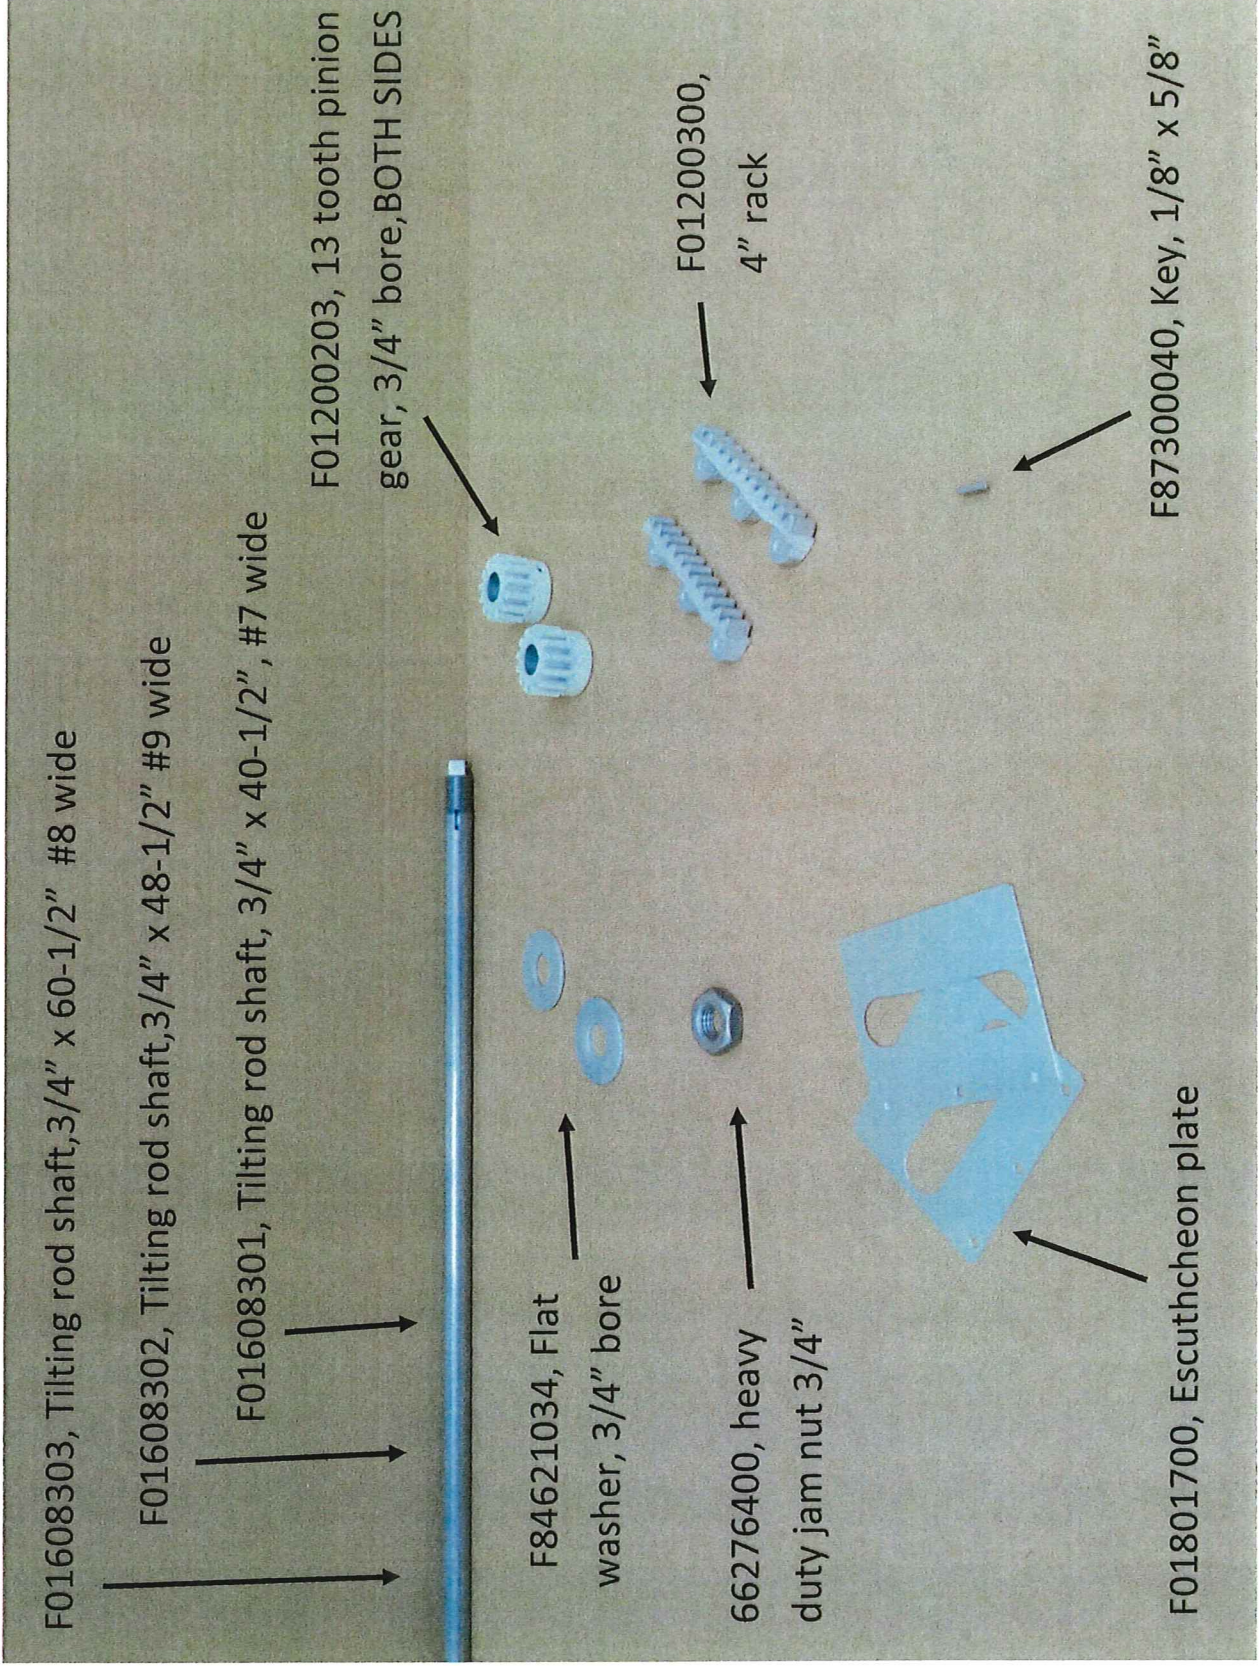 F01608303, Tilting rod shaft,3/4” x 60-1/2” #8 wide
F01608302, Tilting rod shaft,3/4” x 48-1/2” #9 wide
F01608301, Tilting rod shaft, 3/4” x 40-1/2”, #7 wide
F01200203, 13 tooth pinion
gear, 3/4” bore,BOTH SIDES
F84621034, Flat
washer, 3/4” bore
F01200300,
4” rack
66276400, heavy
duty jam nut 3/4”
F01801700, Escuthcheon plate
F87300040, Key, 1/8” x 5/8”